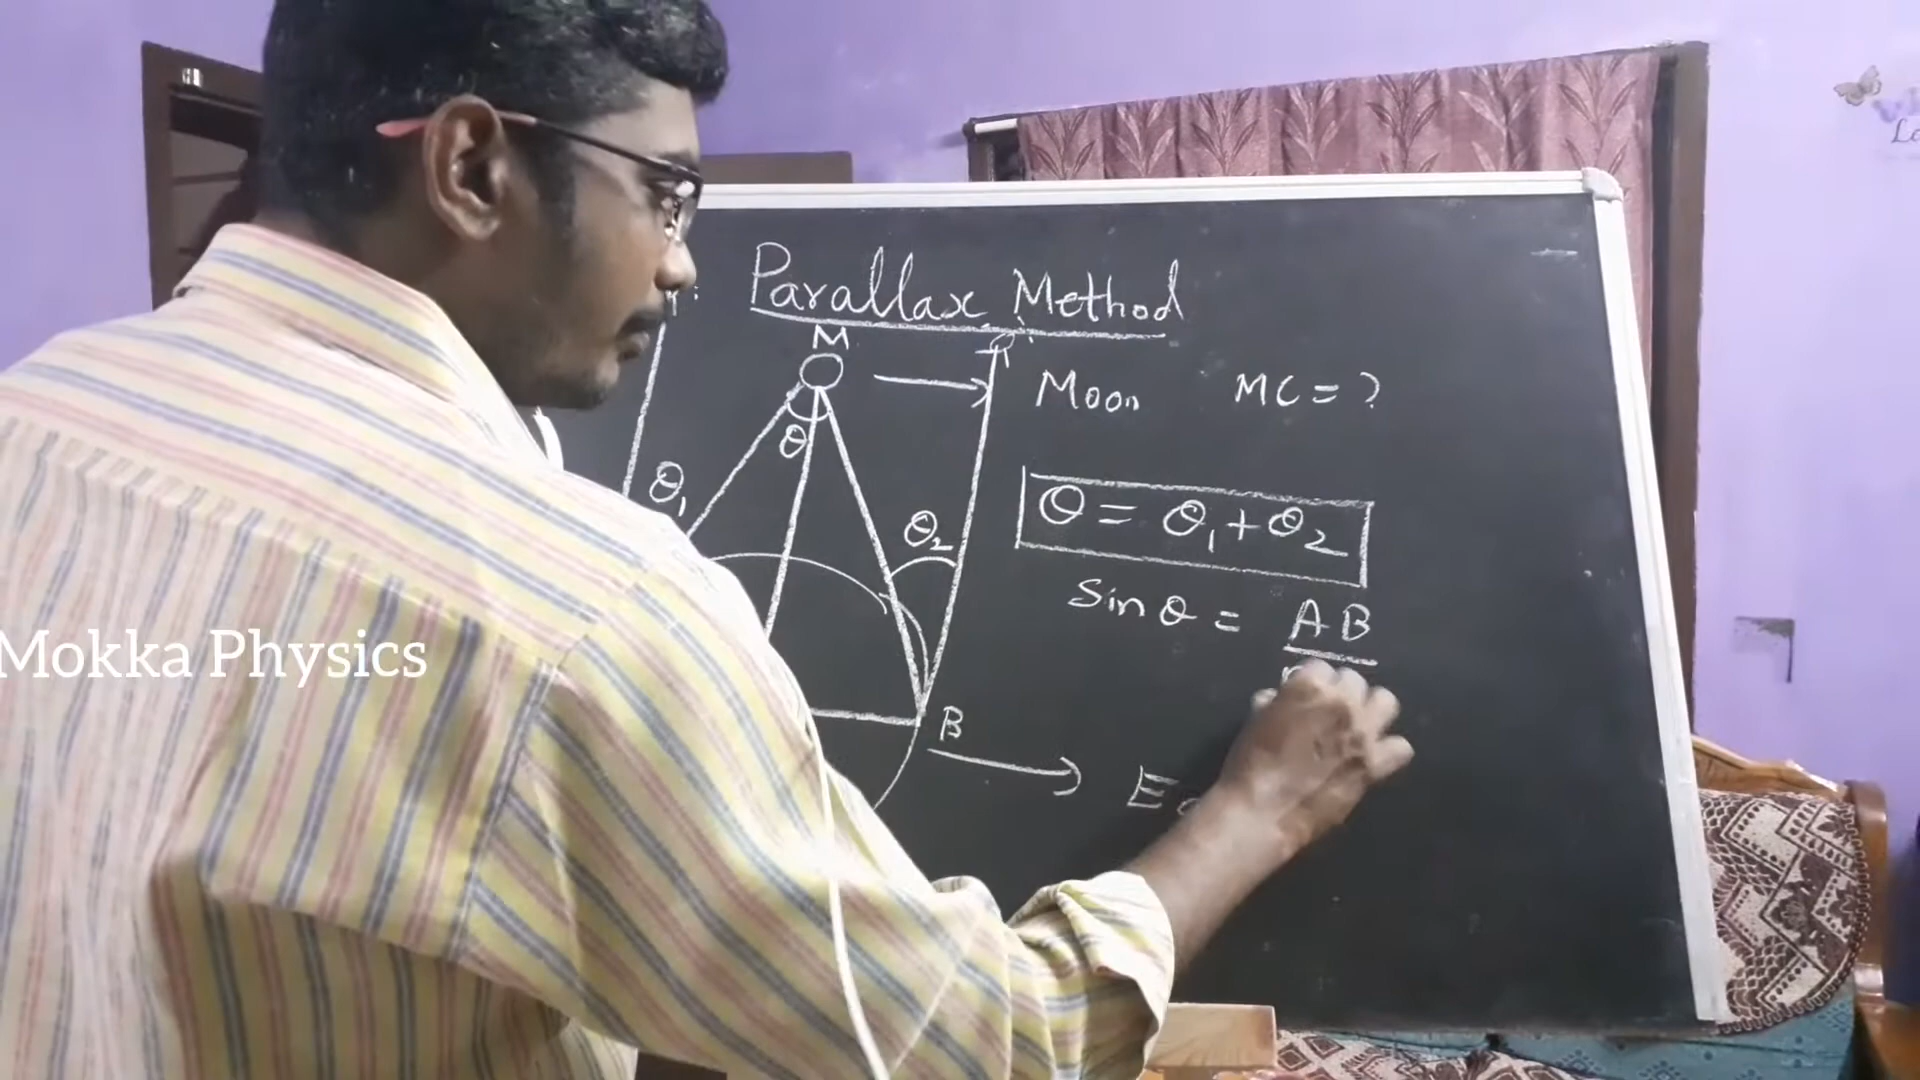 Parallax Method
M
Moon
MC = ?
θ
θ₁
θ₂
θ = θ₁ + θ₂
Sin θ = AB
B
Mokka Physics